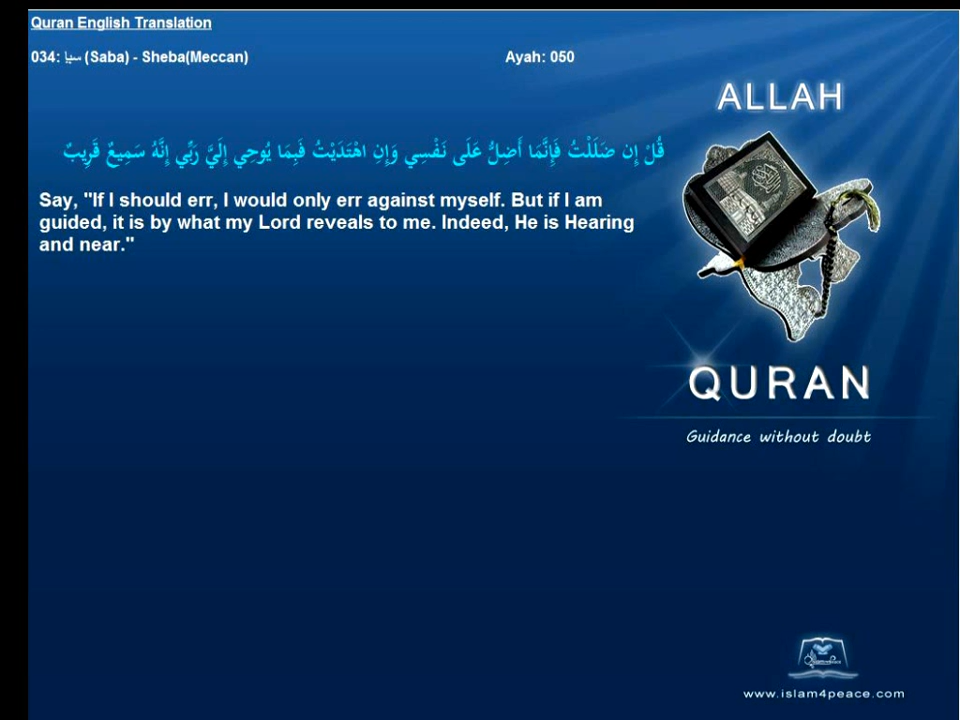 Quran English Translation
034: سبإ (Saba) - Sheba(Meccan) Ayah: 050
ALLAH
قُلْ إِن ضَلَلْتُ فَإِنَّمَا أَضِلُّ عَلَى نَفْسِي وَإِنِ اهْتَدَيْتُ فَبِمَا يُوحِي إِلَيَّ رَبِّي إِنَّهُ سَمِيعٌ قَرِيبٌ
Say, "If I should err, I would only err against myself. But if I am
guided, it is by what my Lord reveals to me. Indeed, He is Hearing
and near."
QURAN
Guidance without doubt
www.islam4peace.com